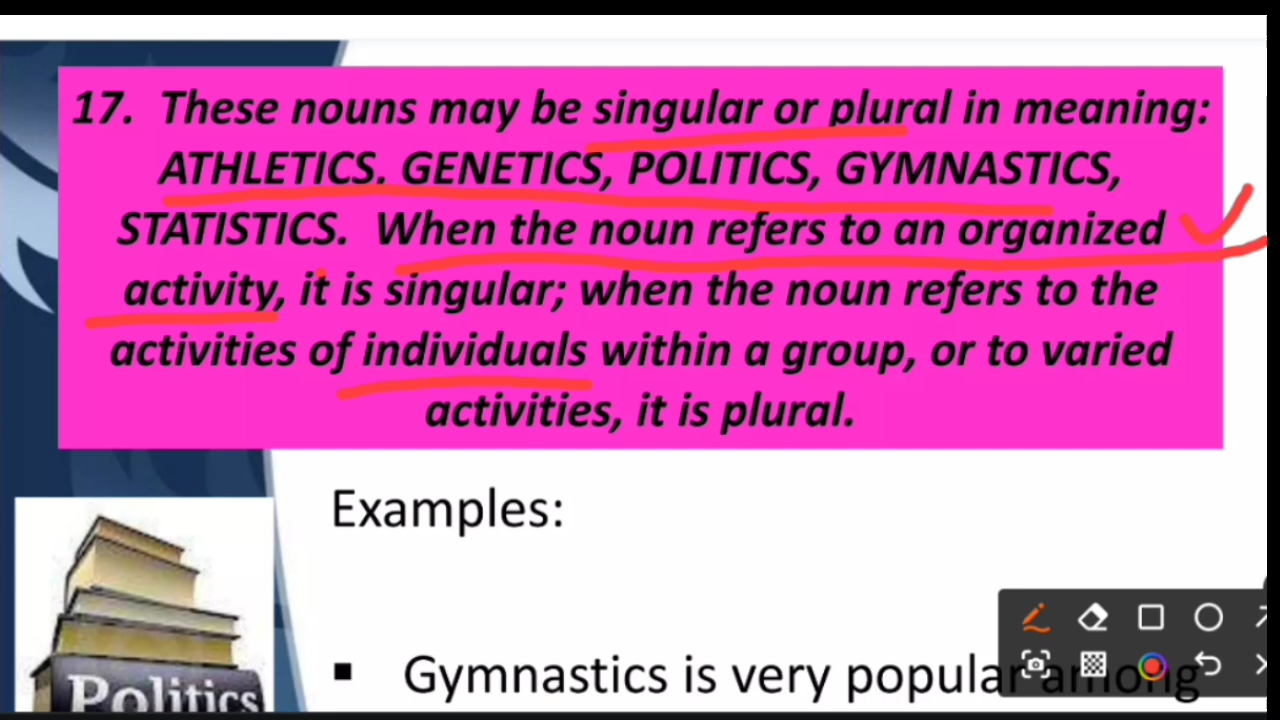 17. These nouns may be singular or plural in meaning:
ATHLETICS. GENETICS, POLITICS, GYMNASTICS,
STATISTICS. When the noun refers to an organized
activity, it is singular; when the noun refers to the
activities of individuals within a group, or to varied
activities, it is plural.
Examples:
▪ Gymnastics is very popular among
Politics